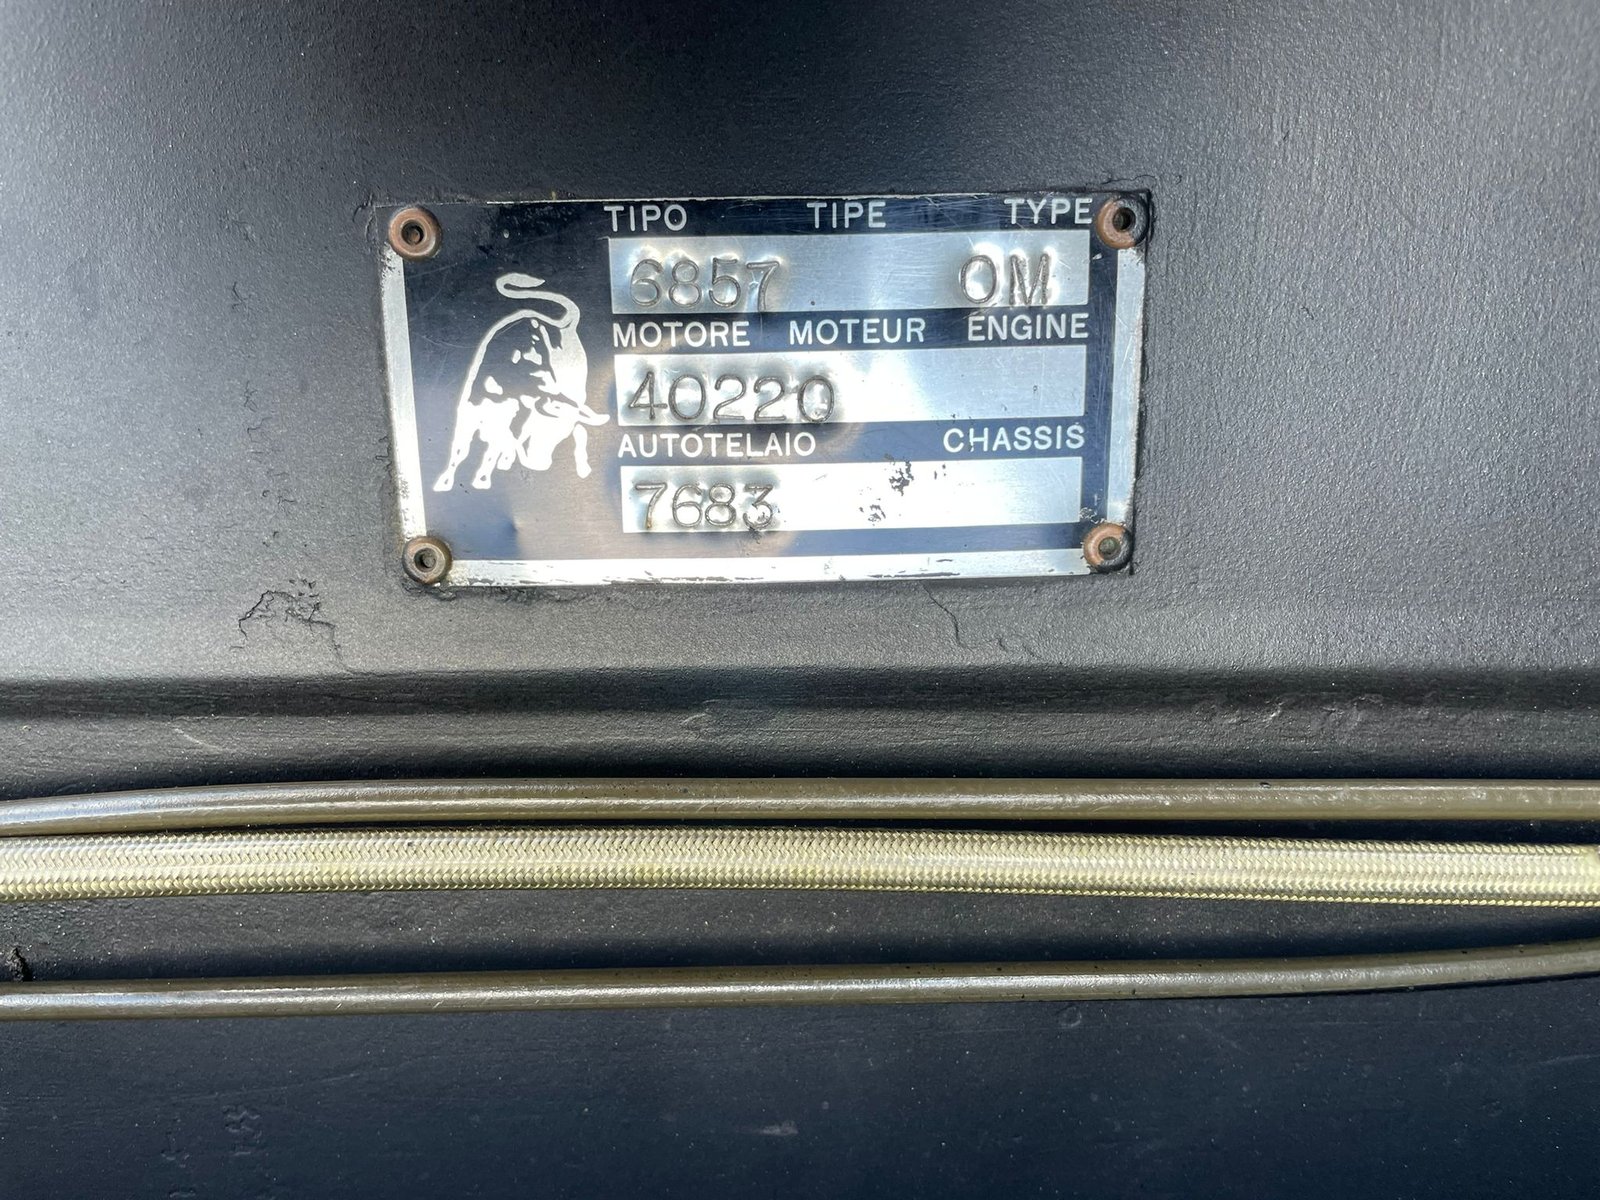 TIPO TIPE TYPE
6857 OM
MOTORE MOTEUR ENGINE
40220
AUTOTELAIO CHASSIS
7683